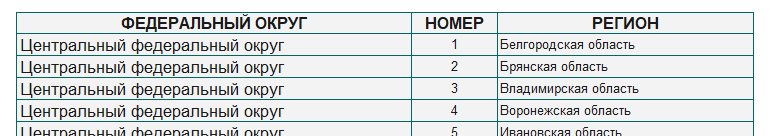 ФЕДЕРАЛЬНЫЙ ОКРУГ НОМЕР РЕГИОН
Центральный федеральный округ 1 Белгородская область
Центральный федеральный округ 2 Брянская область
Центральный федеральный округ 3 Владимирская область
Центральный федеральный округ 4 Воронежская область
Центральный федеральный округ 5 Ивановская область